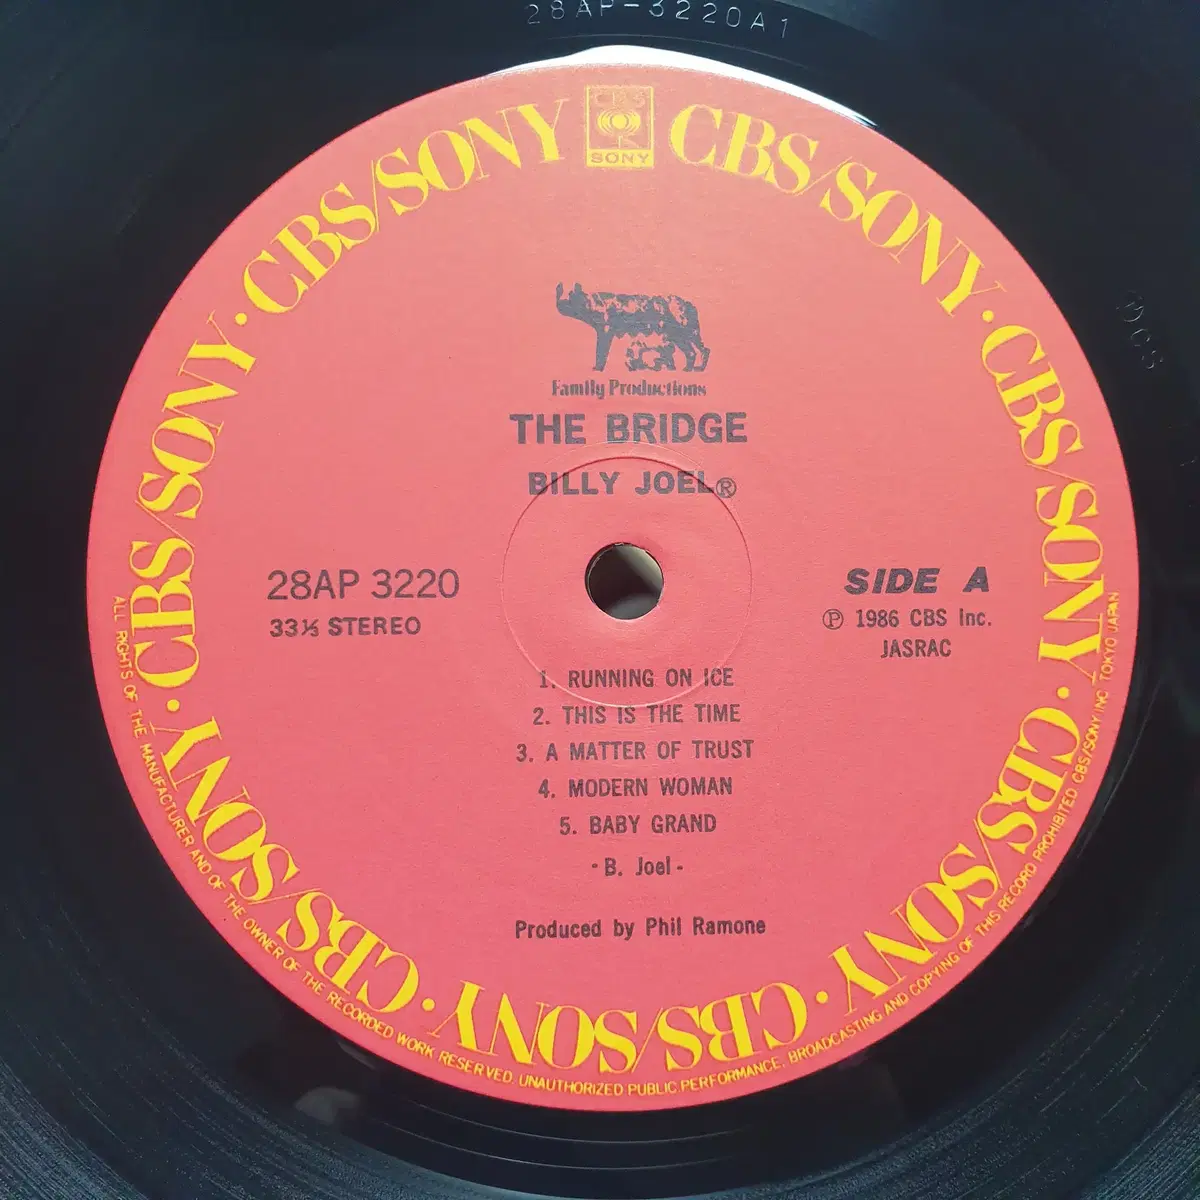 28AP-3220A1
CBS
SONY
CBS/SONY · CBS/SONY · CBS/SONY · CBS/SONY · CBS/SONY · CBS/SONY · CBS/SONY · CBS/SONY
Family Productions
THE BRIDGE
BILLY JOEL®
28AP 3220
33⅓ STEREO
SIDE A
Ⓟ 1986 CBS Inc.
JASRAC
1. RUNNING ON ICE
2. THIS IS THE TIME
3. A MATTER OF TRUST
4. MODERN WOMAN
5. BABY GRAND
- B. Joel -
Produced by Phil Ramone
ALL RIGHTS OF THE MANUFACTURER AND OF THE OWNER OF THE RECORDED WORK RESERVED. UNAUTHORIZED PUBLIC PERFORMANCE, BROADCASTING AND COPYING OF THIS RECORD PROHIBITED CBS/SONY INC TOKYO JAPAN